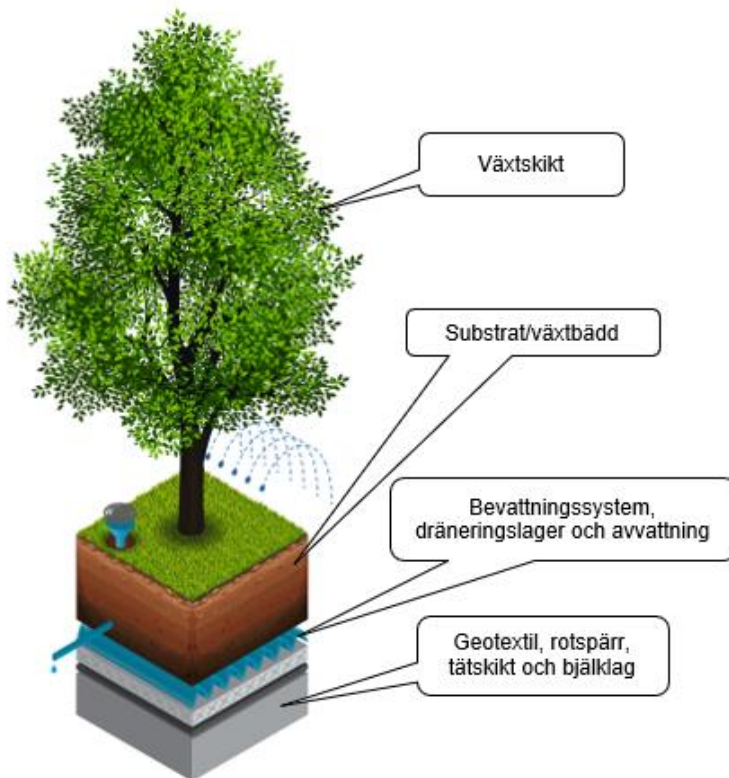 Växtskikt
Substrat/växtbädd
Bevattningssystem,
dräneringslager och avvattning
Geotextil, rotspärr,
tätskikt och bjälklag